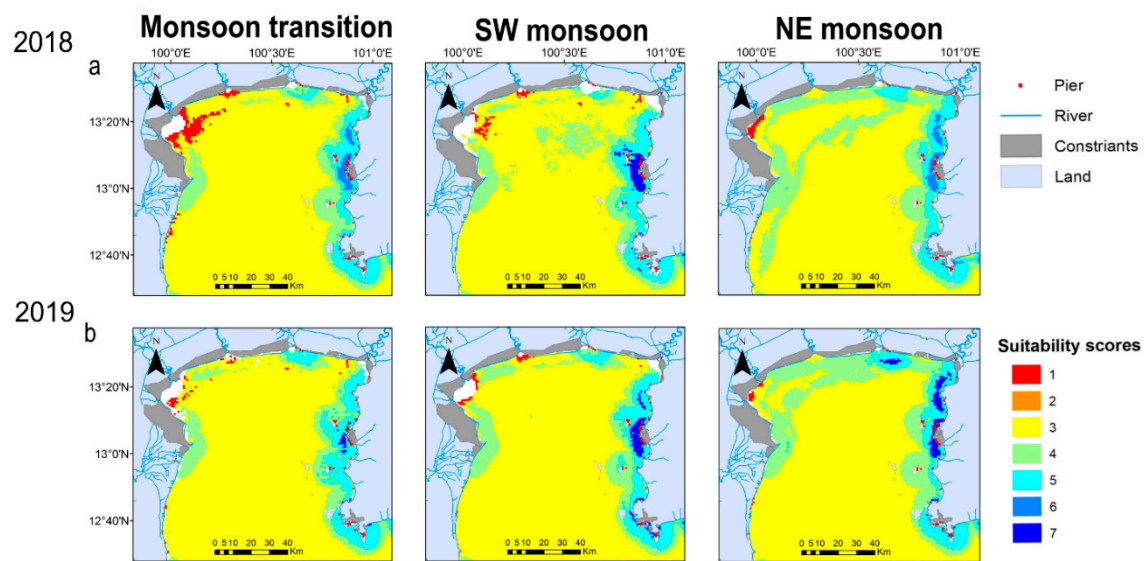 Monsoon transition SW monsoon NE monsoon
2018
100°0'E 100°30'E 101°0'E 100°0'E 100°30'E 101°0'E 100°0'E 100°30'E 101°0'E
a
N N N
13°20'N
13°0'N
12°40'N
0 5 10 20 30 40 Km
0 5 10 20 30 40 Km
0 5 10 20 30 40 Km
Pier
River
Constriants
Land
2019
b
N N N
13°20'N
13°0'N
12°40'N
0 5 10 20 30 40 Km
0 5 10 20 30 40 Km
0 5 10 20 30 40 Km
Suitability scores
1
2
3
4
5
6
7